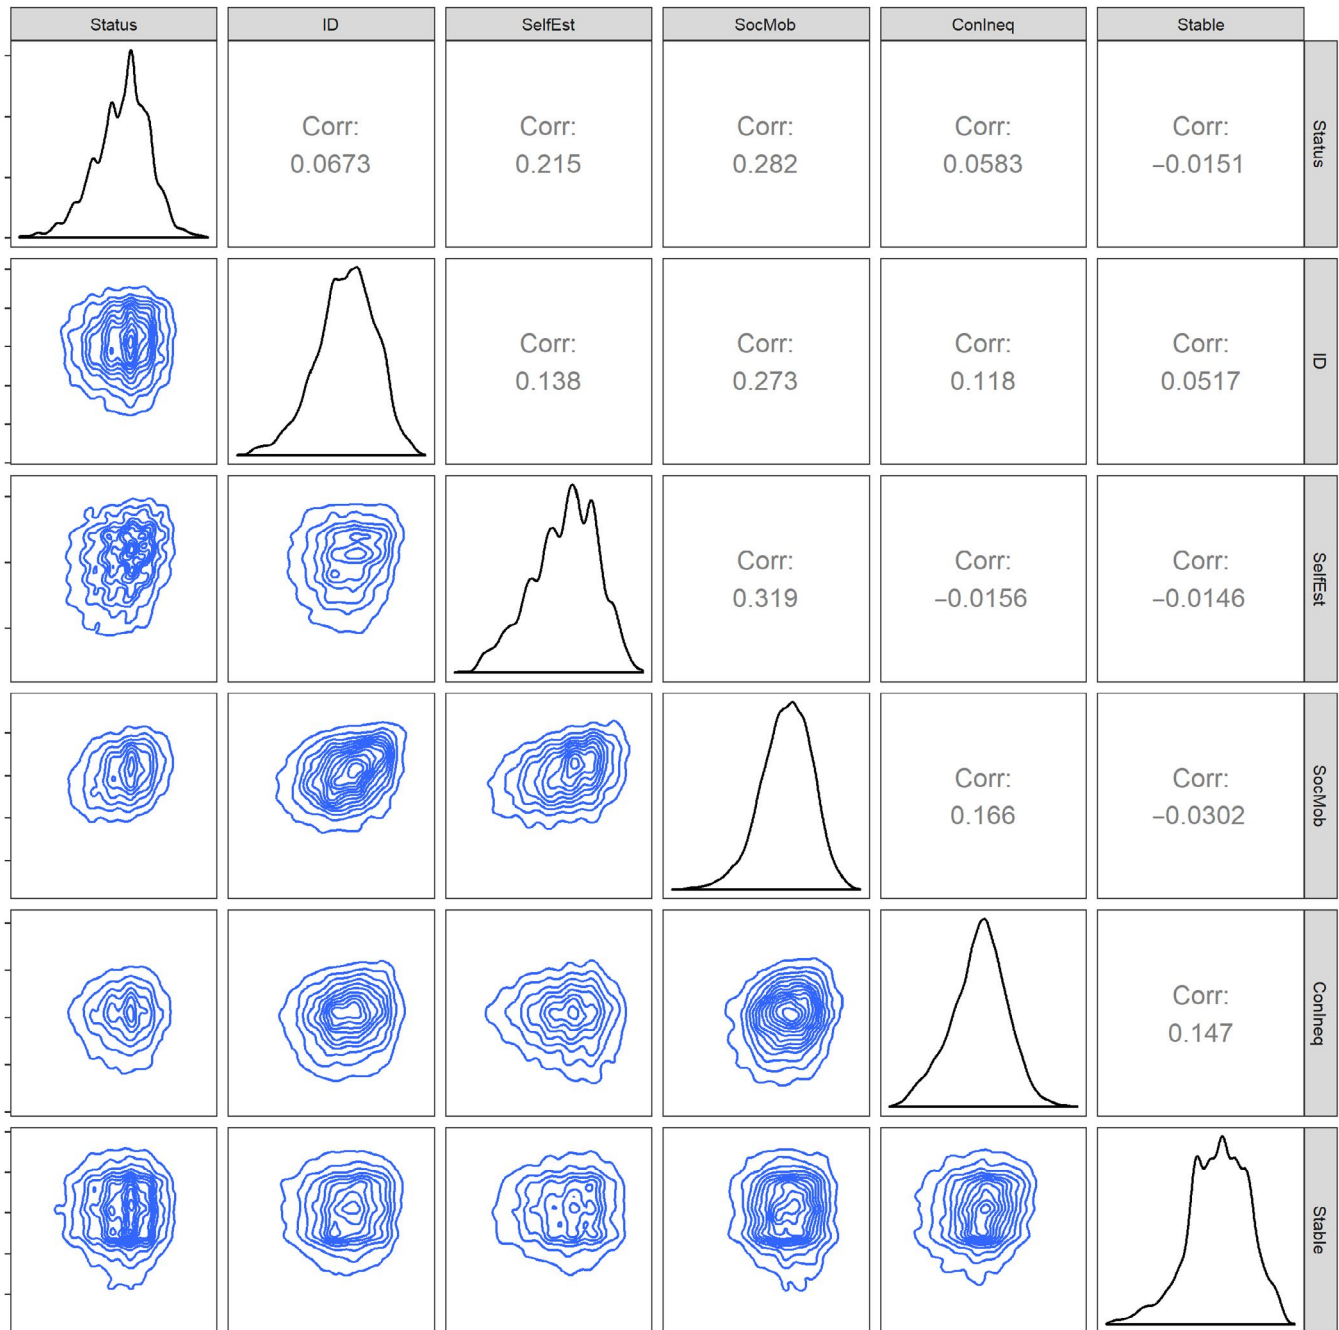 Status ID SelfEst SocMob ConIneq Stable
Corr: Corr: Corr: Corr: Corr:
0.0673 0.215 0.282 0.0583 −0.0151
Status
Corr: Corr: Corr: Corr:
0.138 0.273 0.118 0.0517
ID
Corr: Corr: Corr:
0.319 −0.0156 −0.0146
SelfEst
Corr: Corr:
0.166 −0.0302
SocMob
Corr:
0.147
ConIneq
Stable